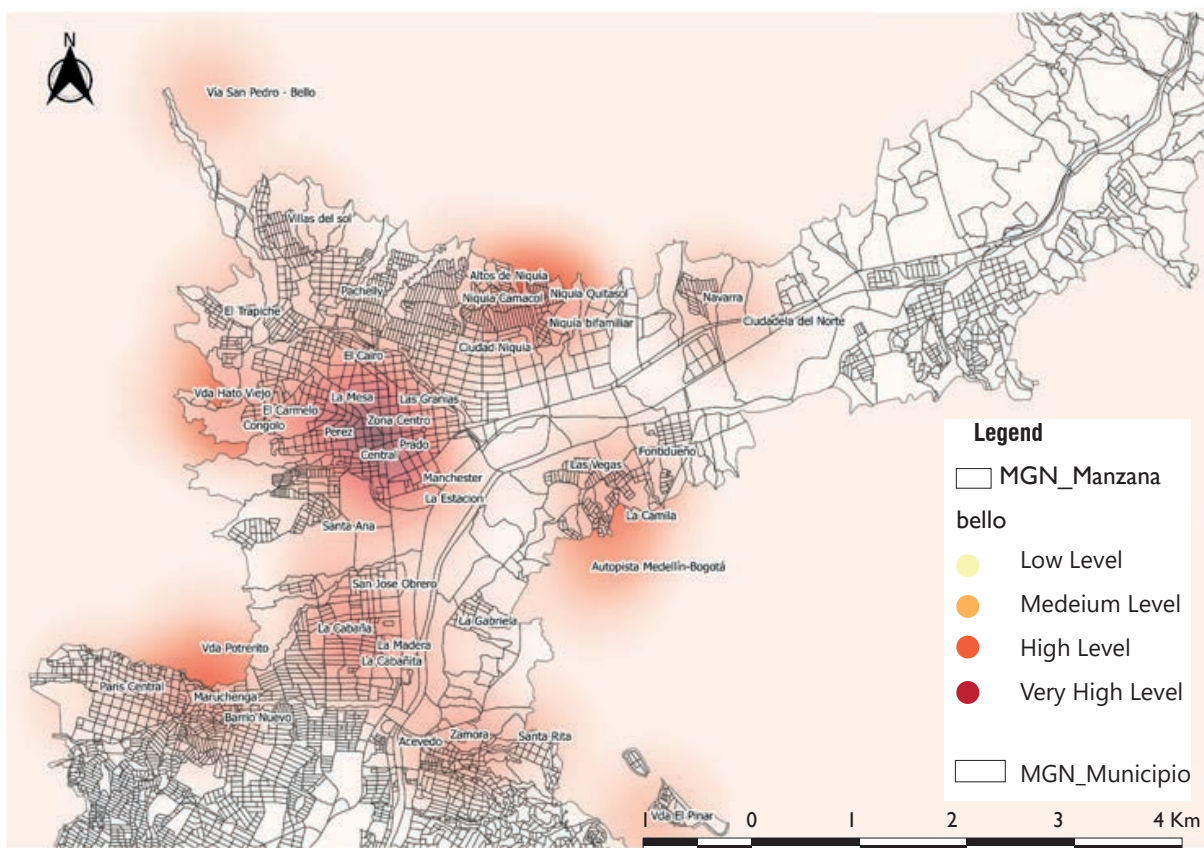 N
Vía San Pedro - Bello
Villas del sol
Altos de Niquía
Pachelly
Niquia Camacol
Niquia Quitasol
Navarra
El Trapiche
Niquía bifamiliar
Ciudadela del Norte
Ciudad Niquia
El Cairo
Vda Hato Viejo
La Mesa
Las Granjas
El Carmelo
Zona Centro
Congolo
Perez
Prado
Central
Fontidueño
Las Vegas
Manchester
La Estacion
La Camila
Santa Ana
Autopista Medellín-Bogotá
San Jose Obrero
La Gabriela
La Cabaña
Vda Potrerito
La Madera
La Cabañita
Paris Central
Maruchenga
Barrio Nuevo
Acevedo
Zamora
Santa Rita
Vda El Pinar
Legend
MGN_Manzana
bello
Low Level
Medeium Level
High Level
Very High Level
MGN_Municipio
1 0 1 2 3 4 Km